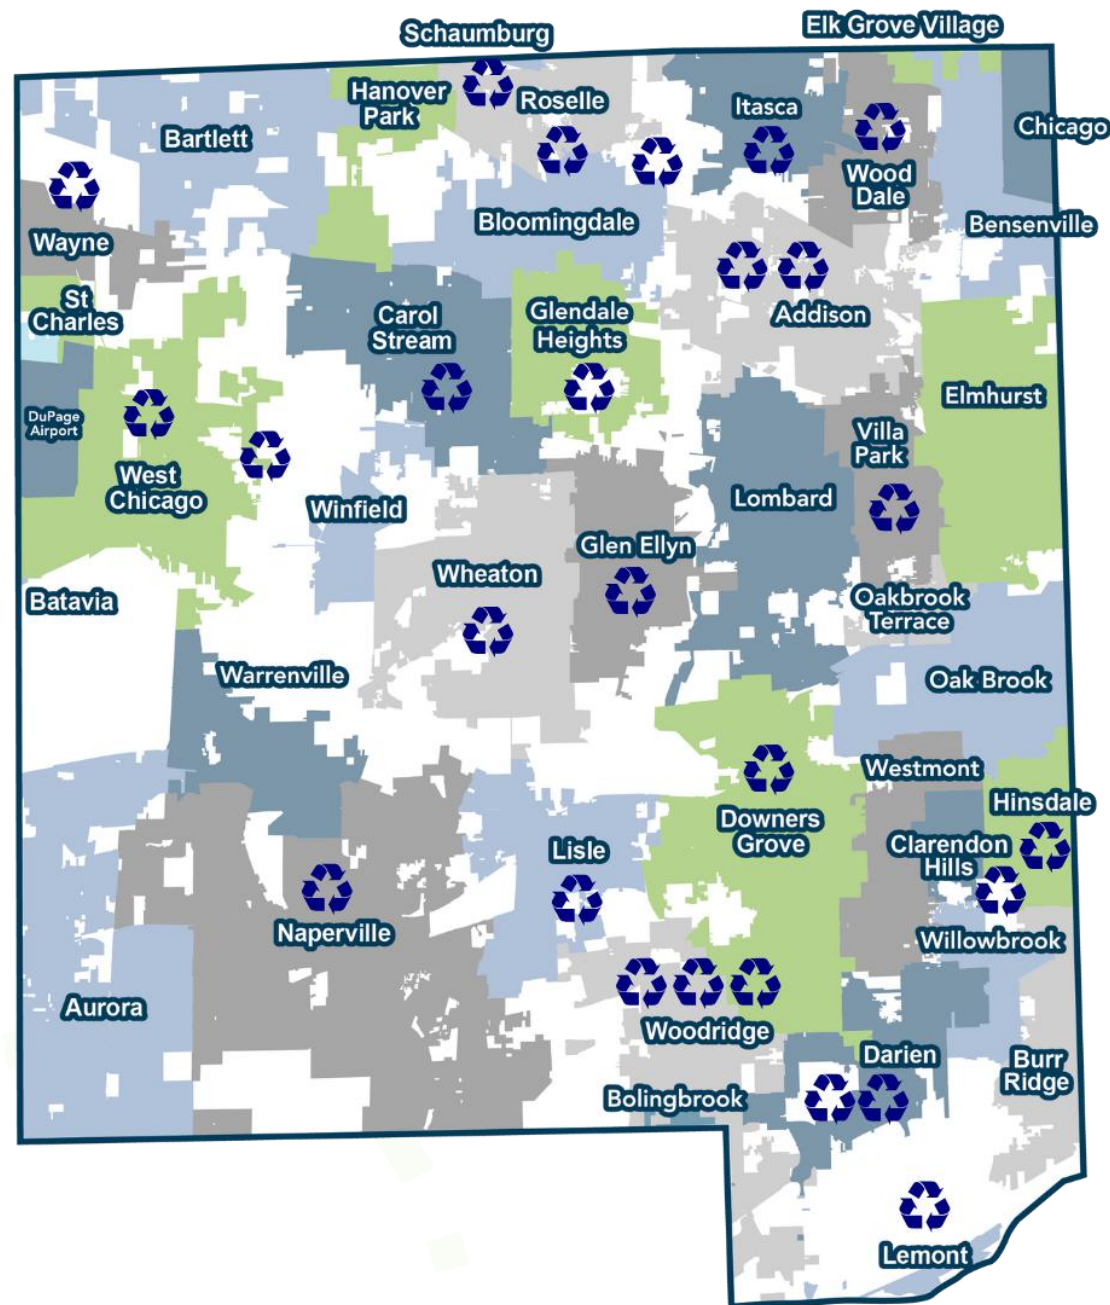 Schaumburg
Elk Grove Village
Hanover
Park
Roselle
Itasca
Chicago
Bartlett
Wood
Dale
Wayne
Bloomingdale
Bensenville
St
Charles
Carol
Stream
Glendale
Heights
Addison
DuPage
Airport
Elmhurst
Villa
Park
West
Chicago
Winfield
Lombard
Glen Ellyn
Wheaton
Batavia
Oakbrook
Terrace
Warrenville
Oak Brook
Westmont
Hinsdale
Downers
Grove
Clarendon
Hills
Lisle
Naperville
Willowbrook
Aurora
Woodridge
Darien
Burr
Ridge
Bolingbrook
Lemont